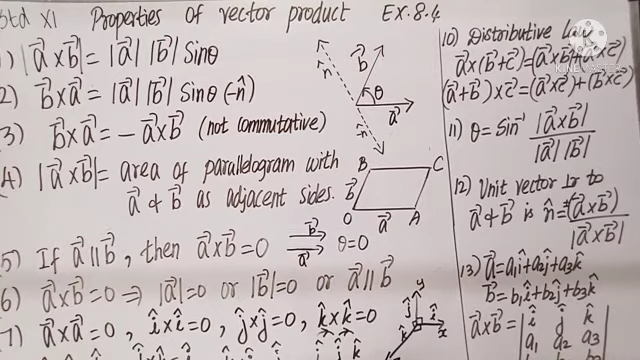 Std XI Properties of vector product EX.8.4
1) |a⃗×b⃗| = |a⃗| |b⃗| Sinθ
2) b⃗×a⃗ = |a⃗| |b⃗| Sinθ (-n̂)
3) b⃗×a⃗ = - a⃗×b⃗ (not commutative)
4) |a⃗×b⃗| = area of parallelogram with
a⃗ & b⃗ as adjacent sides.
5) If a⃗ ∥ b⃗, then a⃗×b⃗ = 0
6) a⃗×b⃗ = 0 ⇒ |a⃗|=0 or |b⃗|=0 or a⃗ ∥ b⃗
7) a⃗×a⃗ = 0, î×î = 0, ĵ×ĵ = 0, k̂×k̂ = 0
n̂
b⃗
θ
a⃗
-n̂
B C
b⃗
O a⃗ A
b⃗
a⃗ θ=0
y
ĵ
î x
k̂
10) Distributive law
a⃗×(b⃗+c⃗) = (a⃗×b⃗)+(a⃗×c⃗)
(a⃗+b⃗)×c⃗ = (a⃗×c⃗)+(b⃗×c⃗)
11) θ = Sin⁻¹ |a⃗×b⃗| / |a⃗| |b⃗|
12) Unit vector ⊥r to
a⃗ & b⃗ is n̂ = ±(a⃗×b⃗) / |a⃗×b⃗|
13) a⃗ = a₁î+a₂ĵ+a₃k̂
b⃗ = b₁î+b₂ĵ+b₃k̂
a⃗×b⃗ = | î ĵ k̂
a₁ a₂ a₃